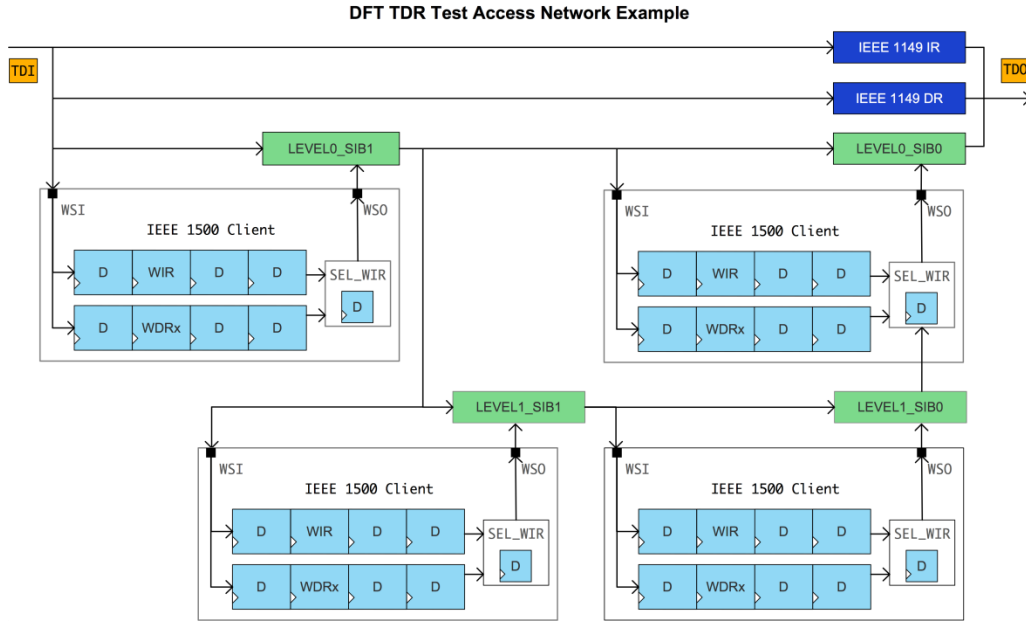 DFT TDR Test Access Network Example
TDI
IEEE 1149 IR
TDO
IEEE 1149 DR
LEVEL0_SIB1
LEVEL0_SIB0
WSI
WSO
IEEE 1500 Client
D
WIR
D
D
SEL_WIR
D
D
WDRx
D
D
WSI
WSO
IEEE 1500 Client
D
WIR
D
D
SEL_WIR
D
D
WDRx
D
D
LEVEL1_SIB1
LEVEL1_SIB0
WSI
WSO
IEEE 1500 Client
D
WIR
D
D
SEL_WIR
D
D
WDRx
D
D
WSI
WSO
IEEE 1500 Client
D
WIR
D
D
SEL_WIR
D
D
WDRx
D
D